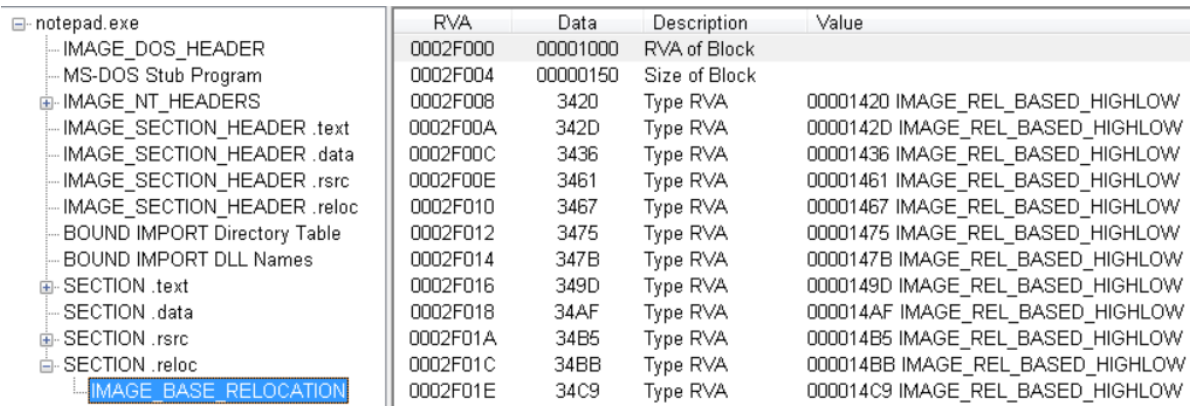 notepad.exe
IMAGE_DOS_HEADER
MS-DOS Stub Program
IMAGE_NT_HEADERS
IMAGE_SECTION_HEADER .text
IMAGE_SECTION_HEADER .data
IMAGE_SECTION_HEADER .rsrc
IMAGE_SECTION_HEADER .reloc
BOUND IMPORT Directory Table
BOUND IMPORT DLL Names
SECTION .text
SECTION .data
SECTION .rsrc
SECTION .reloc
IMAGE_BASE_RELOCATION
RVA Data Description Value
0002F000 00001000 RVA of Block
0002F004 00000150 Size of Block
0002F008 3420 Type RVA 00001420 IMAGE_REL_BASED_HIGHLOW
0002F00A 342D Type RVA 0000142D IMAGE_REL_BASED_HIGHLOW
0002F00C 3436 Type RVA 00001436 IMAGE_REL_BASED_HIGHLOW
0002F00E 3461 Type RVA 00001461 IMAGE_REL_BASED_HIGHLOW
0002F010 3467 Type RVA 00001467 IMAGE_REL_BASED_HIGHLOW
0002F012 3475 Type RVA 00001475 IMAGE_REL_BASED_HIGHLOW
0002F014 347B Type RVA 0000147B IMAGE_REL_BASED_HIGHLOW
0002F016 349D Type RVA 0000149D IMAGE_REL_BASED_HIGHLOW
0002F018 34AF Type RVA 000014AF IMAGE_REL_BASED_HIGHLOW
0002F01A 34B5 Type RVA 000014B5 IMAGE_REL_BASED_HIGHLOW
0002F01C 34BB Type RVA 000014BB IMAGE_REL_BASED_HIGHLOW
0002F01E 34C9 Type RVA 000014C9 IMAGE_REL_BASED_HIGHLOW